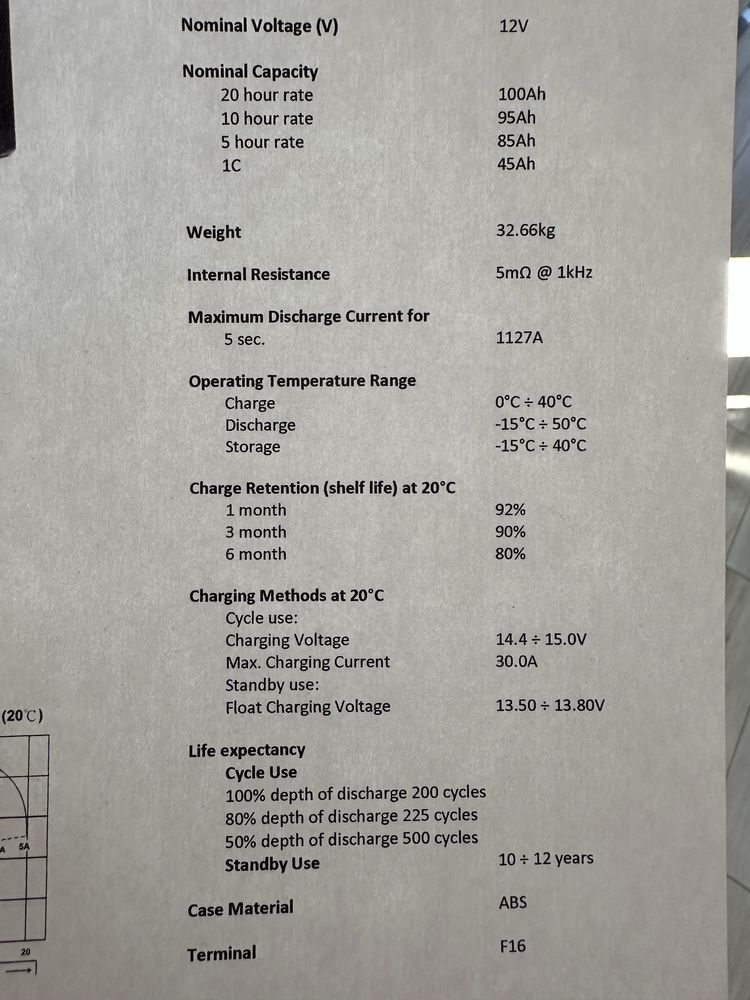 Nominal Voltage (V) 12V
Nominal Capacity
20 hour rate 100Ah
10 hour rate 95Ah
5 hour rate 85Ah
1C 45Ah
Weight 32.66kg
Internal Resistance 5mΩ @ 1kHz
Maximum Discharge Current for
5 sec. 1127A
Operating Temperature Range
Charge 0°C ÷ 40°C
Discharge -15°C ÷ 50°C
Storage -15°C ÷ 40°C
Charge Retention (shelf life) at 20°C
1 month 92%
3 month 90%
6 month 80%
Charging Methods at 20°C
Cycle use:
Charging Voltage 14.4 ÷ 15.0V
Max. Charging Current 30.0A
Standby use:
Float Charging Voltage 13.50 ÷ 13.80V
Life expectancy
Cycle Use
100% depth of discharge 200 cycles
80% depth of discharge 225 cycles
50% depth of discharge 500 cycles
Standby Use 10 ÷ 12 years
Case Material ABS
Terminal F16
(20℃)
A 5A
20